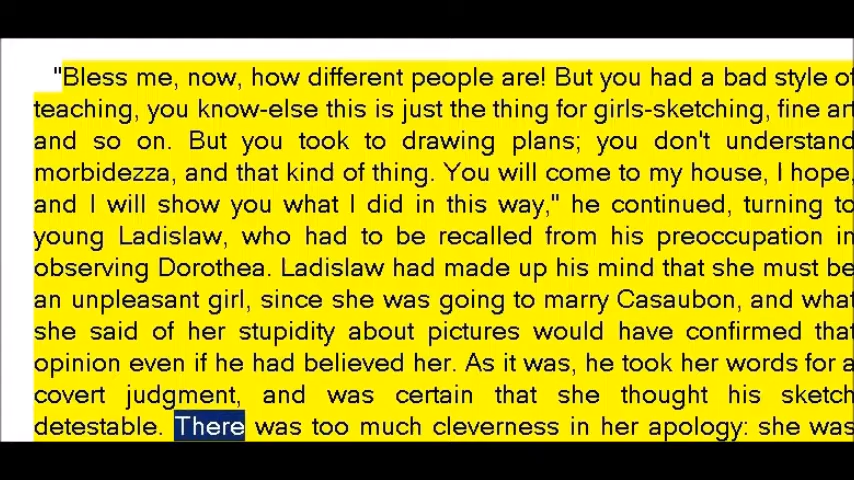 "Bless me, now, how different people are! But you had a bad style of
teaching, you know-else this is just the thing for girls-sketching, fine art
and so on. But you took to drawing plans; you don't understand
morbidezza, and that kind of thing. You will come to my house, I hope,
and I will show you what I did in this way," he continued, turning to
young Ladislaw, who had to be recalled from his preoccupation in
observing Dorothea. Ladislaw had made up his mind that she must be
an unpleasant girl, since she was going to marry Casaubon, and what
she said of her stupidity about pictures would have confirmed that
opinion even if he had believed her. As it was, he took her words for a
covert judgment, and was certain that she thought his sketch
detestable. There was too much cleverness in her apology: she was